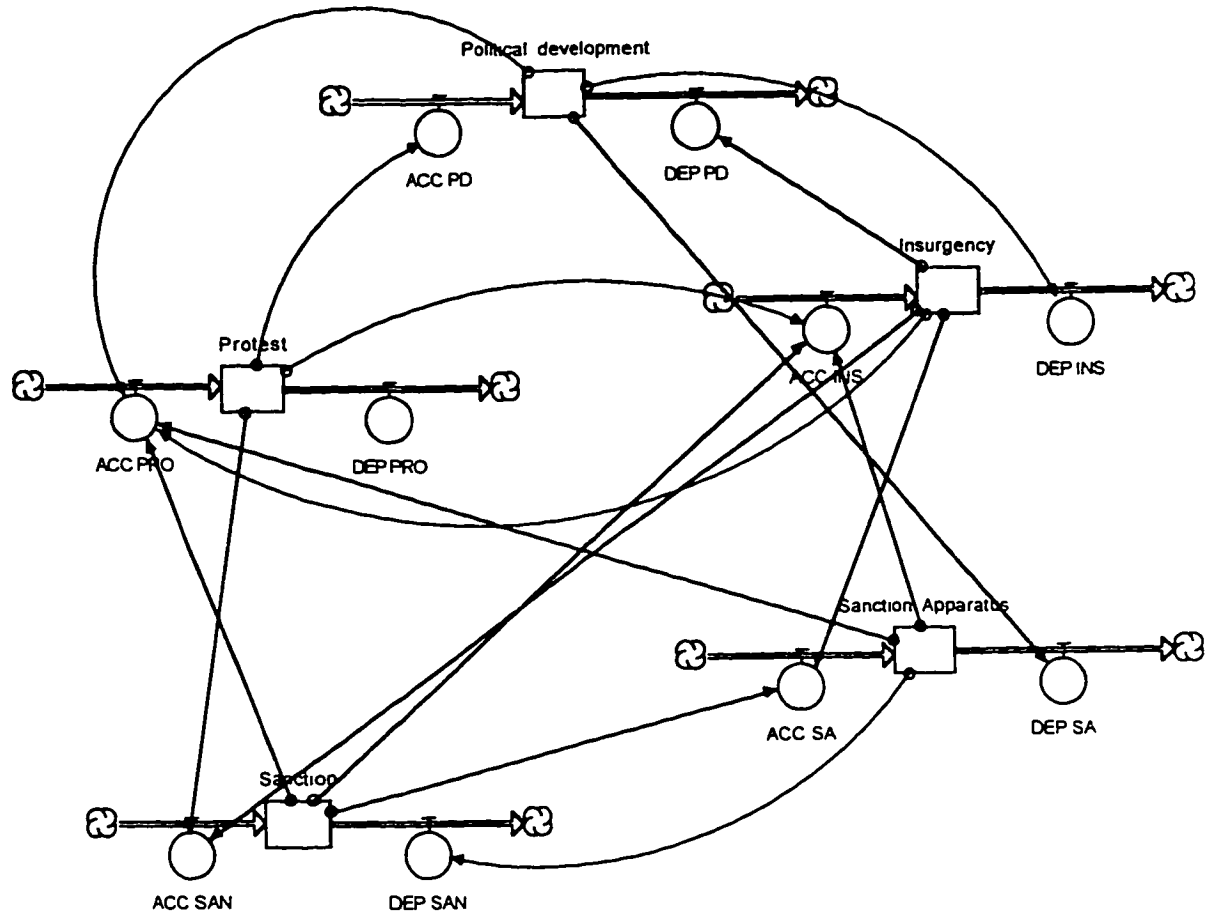 Political development
ACC PD
DEP PD
Insurgency
DEP INS
ACC INS
Protest
ACC PRO
DEP PRO
Sanction Apparatus
ACC SA
DEP SA
Sanction
ACC SAN
DEP SAN